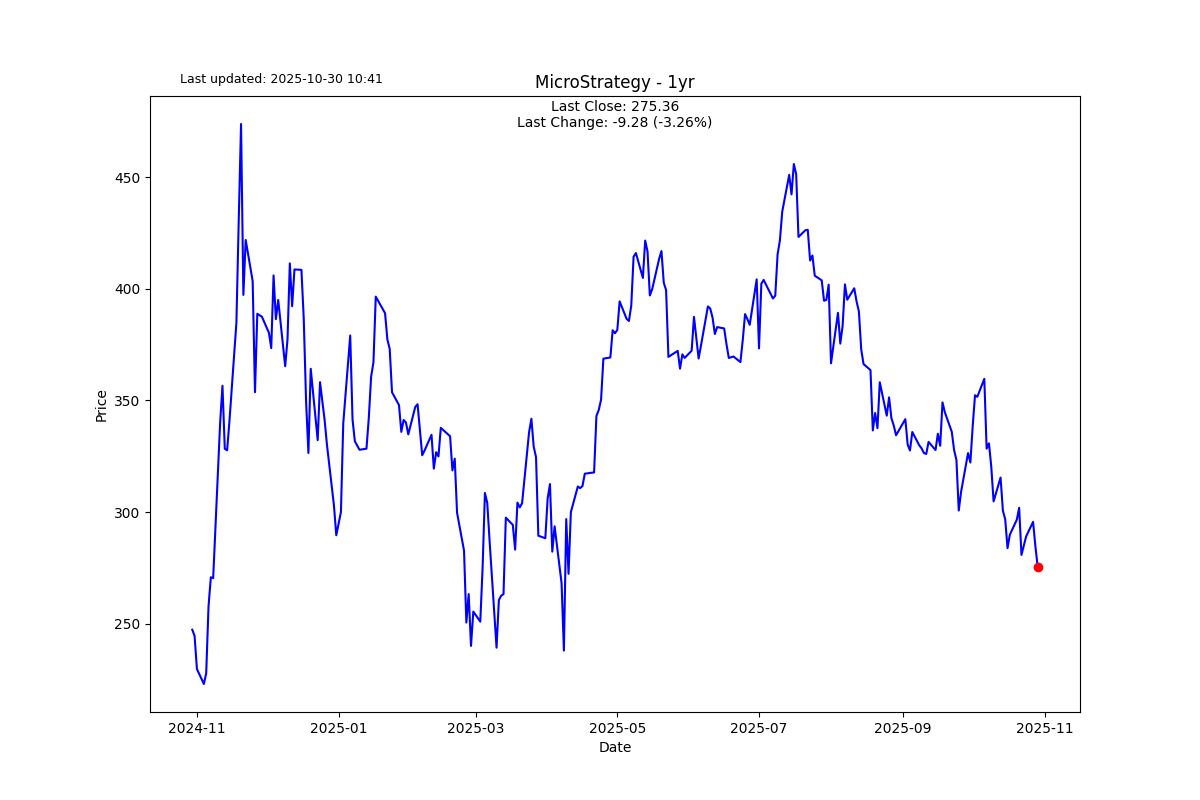 Last updated: 2025-10-30 10:41
MicroStrategy - 1yr
Last Close: 275.36
Last Change: -9.28 (-3.26%)
450
400
350
300
250
Price
2024-11
2025-01
2025-03
2025-05
2025-07
2025-09
2025-11
Date